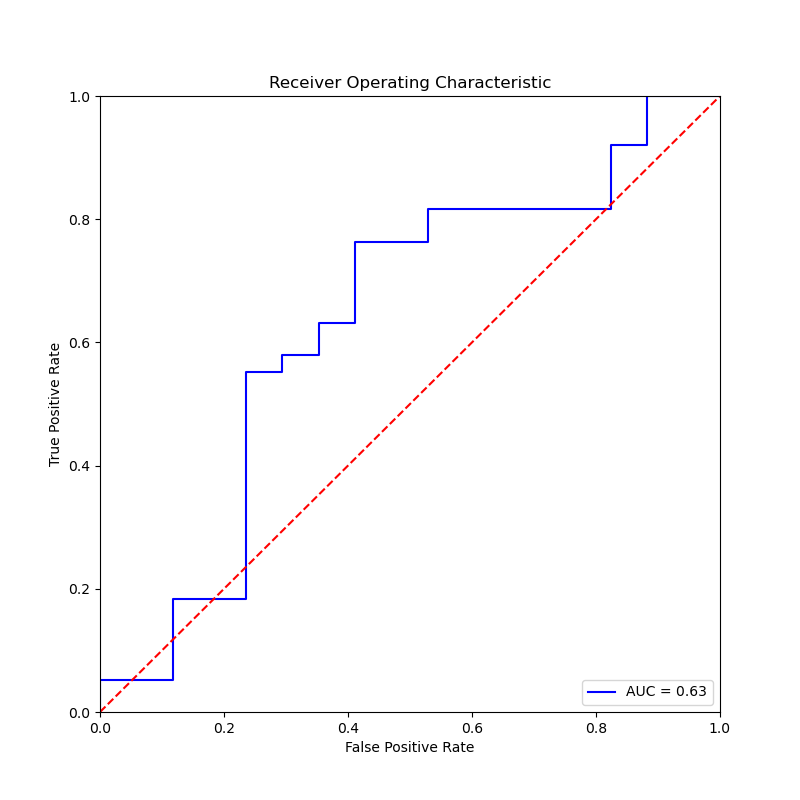 Receiver Operating Characteristic
1.0
0.8
0.6
0.4
0.2
0.0
True Positive Rate
AUC = 0.63
0.0 0.2 0.4 0.6 0.8 1.0
False Positive Rate